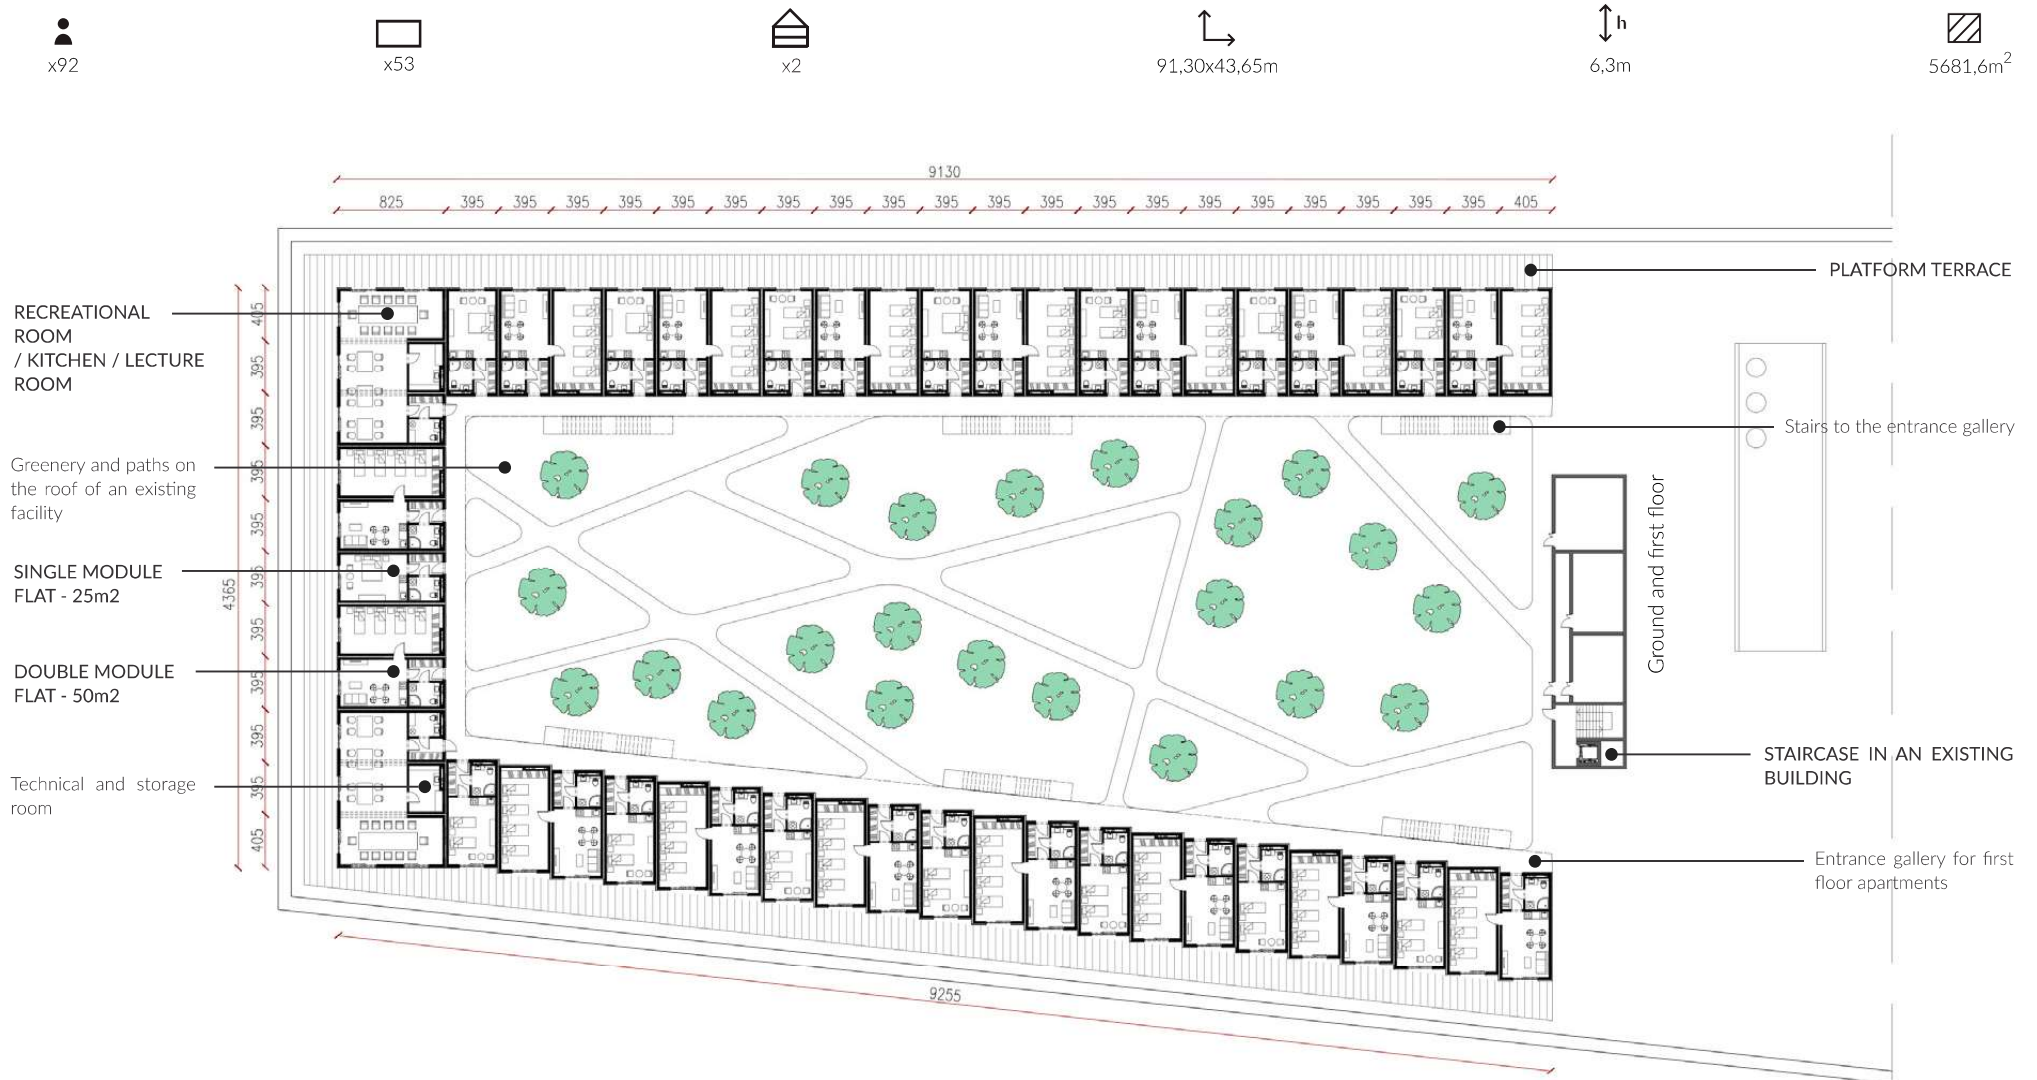 x92
x53
x2
91,30x43,65m
h
6,3m
5681,6m²
9130
825 395 395 395 395 395 395 395 395 395 395 395 395 395 395 395 395 395 395 395 395 405
PLATFORM TERRACE
RECREATIONAL
ROOM
/ KITCHEN / LECTURE
ROOM
Stairs to the entrance gallery
Greenery and paths on
the roof of an existing
facility
Ground and first floor
SINGLE MODULE
FLAT - 25m2
DOUBLE MODULE
FLAT - 50m2
4365
405
395
395
395
395
395
395
395
395
395
405
STAIRCASE IN AN EXISTING
BUILDING
Technical and storage
room
Entrance gallery for first
floor apartments
9255